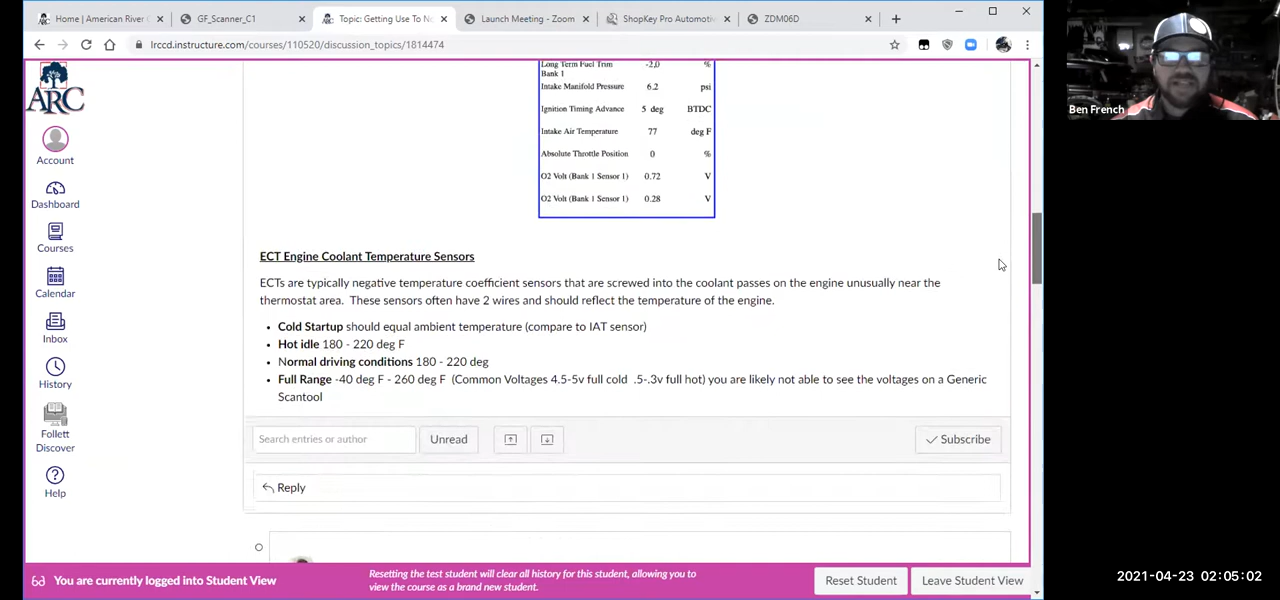 Home | American River C
GF_Scanner_C1
Topic: Getting Use To No
Launch Meeting - Zoom
ShopKey Pro Automotiv
ZDM06D
lrccd.instructure.com/courses/110520/discussion_topics/1814474
ARC
Account
Dashboard
Courses
Calendar
Inbox
History
Follett
Discover
Help
Long Term Fuel Trim -2.0 %
Bank 1
Intake Manifold Pressure 6.2 psi
Ignition Timing Advance 5 deg BTDC
Intake Air Temperature 77 deg F
Absolute Throttle Position 0 %
O2 Volt (Bank 1 Sensor 1) 0.72 V
O2 Volt (Bank 1 Sensor 1) 0.28 V
ECT Engine Coolant Temperature Sensors
ECTs are typically negative temperature coefficient sensors that are screwed into the coolant passes on the engine unusually near the
thermostat area. These sensors often have 2 wires and should reflect the temperature of the engine.
• Cold Startup should equal ambient temperature (compare to IAT sensor)
• Hot idle 180 - 220 deg F
• Normal driving conditions 180 - 220 deg
• Full Range -40 deg F - 260 deg F (Common Voltages 4.5-5v full cold .5-.3v full hot) you are likely not able to see the voltages on a Generic
Scantool
Search entries or author
Unread
Subscribe
Reply
You are currently logged into Student View
Resetting the test student will clear all history for this student, allowing you to
view the course as a brand new student.
Reset Student
Leave Student View
Ben French
2021-04-23 02:05:02